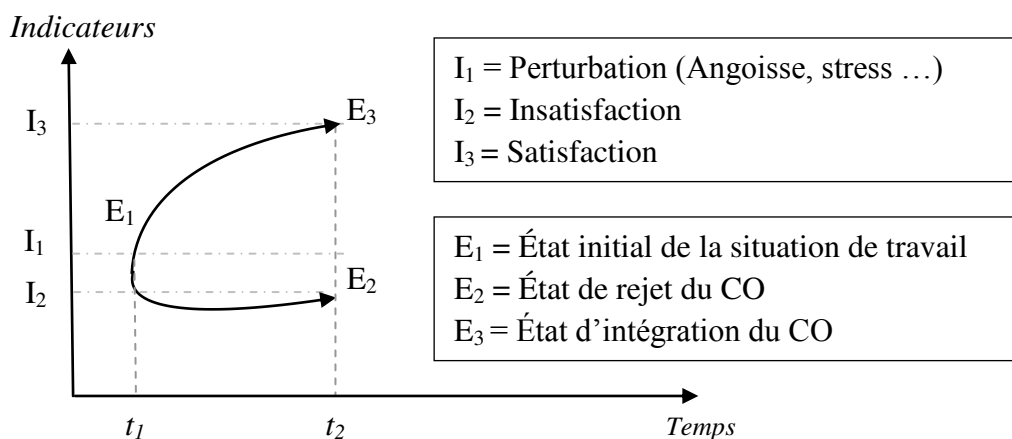 Indicateurs
I₃
E₃
E₁
I₁
I₂
E₂
t₁
t₂
Temps
I₁ = Perturbation (Angoisse, stress …)
I₂ = Insatisfaction
I₃ = Satisfaction
E₁ = État initial de la situation de travail
E₂ = État de rejet du CO
E₃ = État d’intégration du CO